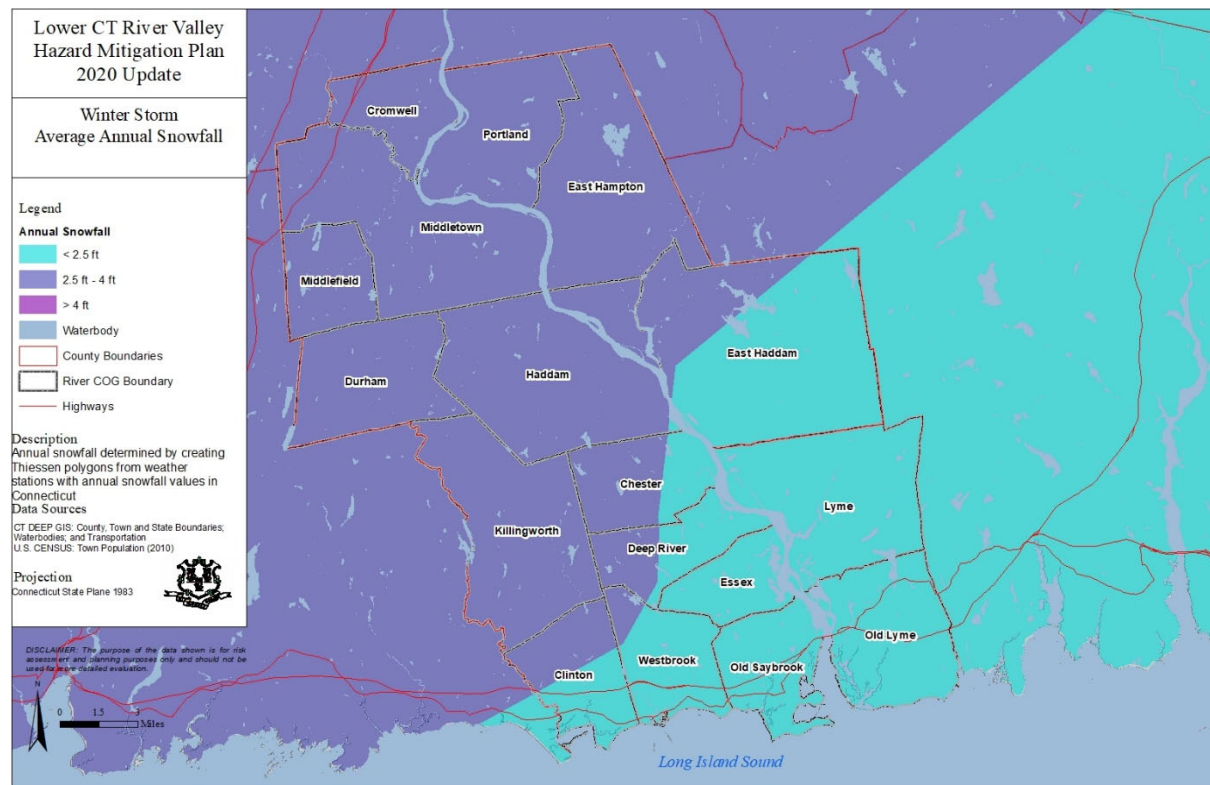 Lower CT River Valley
Hazard Mitigation Plan
2020 Update
Winter Storm
Average Annual Snowfall
Legend
Annual Snowfall
< 2.5 ft
2.5 ft - 4 ft
> 4 ft
Waterbody
County Boundaries
River COG Boundary
Highways
Description
Annual snowfall determined by creating
Thiessen polygons from weather
stations with annual snowfall values in
Connecticut
Data Sources
CT DEEP GIS: County, Town and State Boundaries;
Waterbodies; and Transportation
U.S. CENSUS: Town Population (2010)
Projection
Connecticut State Plane 1983
DISCLAIMER: The purpose of the data shown is for risk
assessment and planning purposes only and should not be
used for more detailed evaluation.
N
0 1.5 3
Miles
Cromwell
Portland
East Hampton
Middletown
Middlefield
East Haddam
Haddam
Durham
Chester
Lyme
Killingworth
Deep River
Essex
Old Lyme
Westbrook
Old Saybrook
Clinton
Long Island Sound